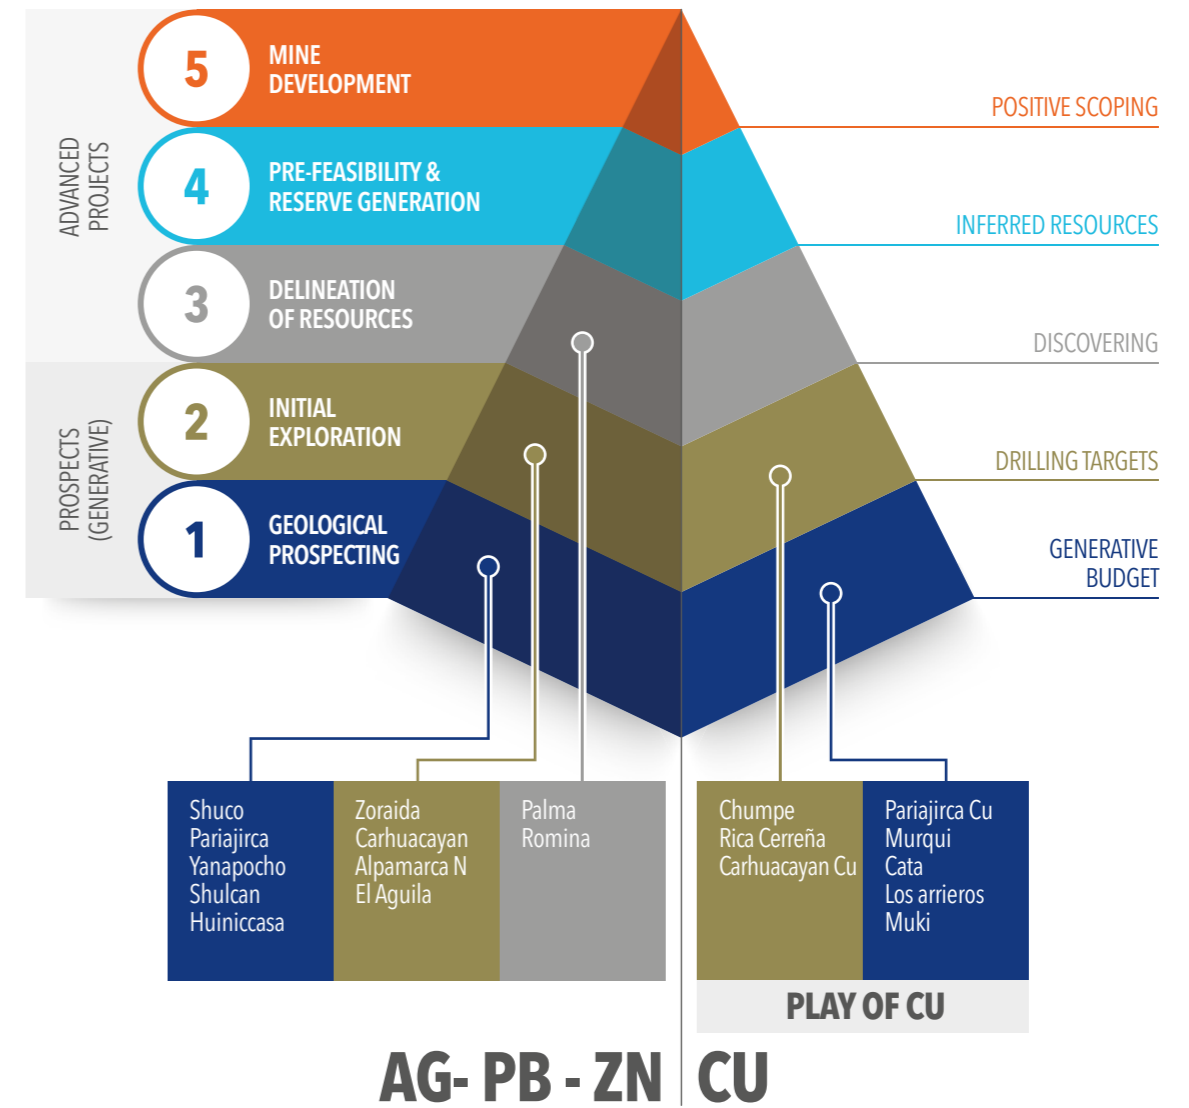 5
MINE
DEVELOPMENT
POSITIVE SCOPING
4
PRE-FEASIBILITY &
RESERVE GENERATION
INFERRED RESOURCES
ADVANCED
PROJECTS
3
DELINEATION
OF RESOURCES
DISCOVERING
2
INITIAL
EXPLORATION
DRILLING TARGETS
PROSPECTS
(GENERATIVE)
1
GEOLOGICAL
PROSPECTING
GENERATIVE
BUDGET
Shuco
Pariajirca
Yanapocho
Shulcan
Huiniccasa
Zoraida
Carhuacayan
Alpamarca N
El Aguila
Palma
Romina
Chumpe
Rica Cerreña
Carhuacayan Cu
Pariajirca Cu
Murqui
Cata
Los arrieros
Muki
PLAY OF CU
AG- PB - ZN
CU